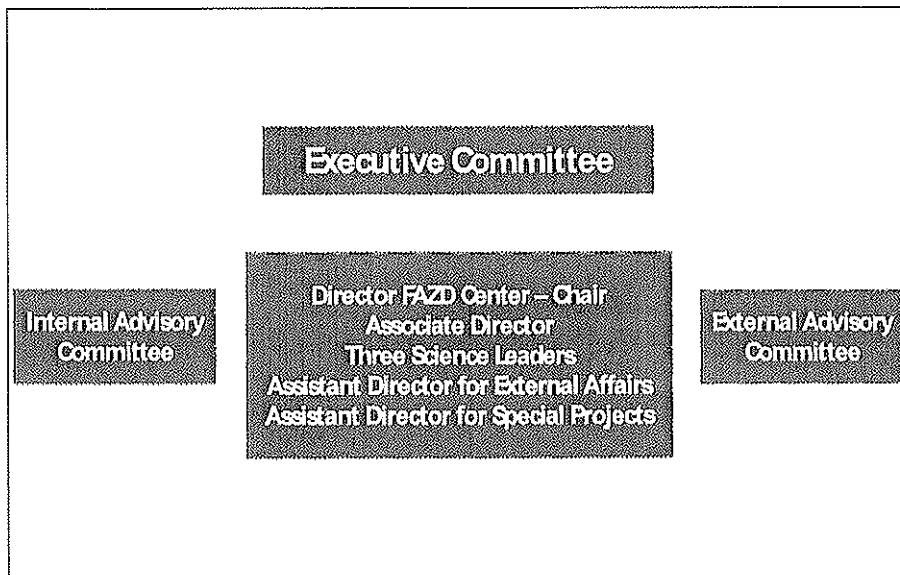 Executive Committee
Internal Advisory
Committee
Director FAZD Center – Chair
Associate Director
Three Science Leaders
Assistant Director for External Affairs
Assistant Director for Special Projects
External Advisory
Committee